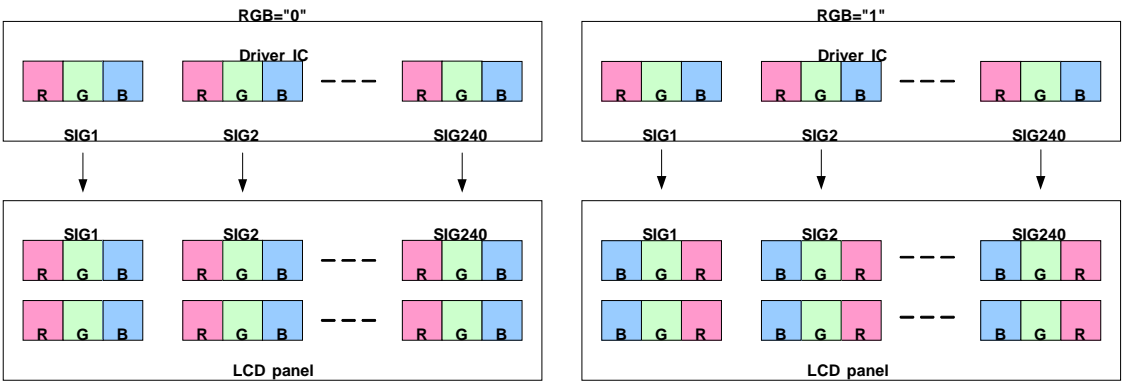 RGB="0"
Driver IC
R G B R G B R G B
SIG1 SIG2 SIG240
SIG1 SIG2 SIG240
R G B R G B R G B
R G B R G B R G B
LCD panel
RGB="1"
Driver IC
R G B R G B R G B
SIG1 SIG2 SIG240
SIG1 SIG2 SIG240
B G R B G R B G R
B G R B G R B G R
LCD panel